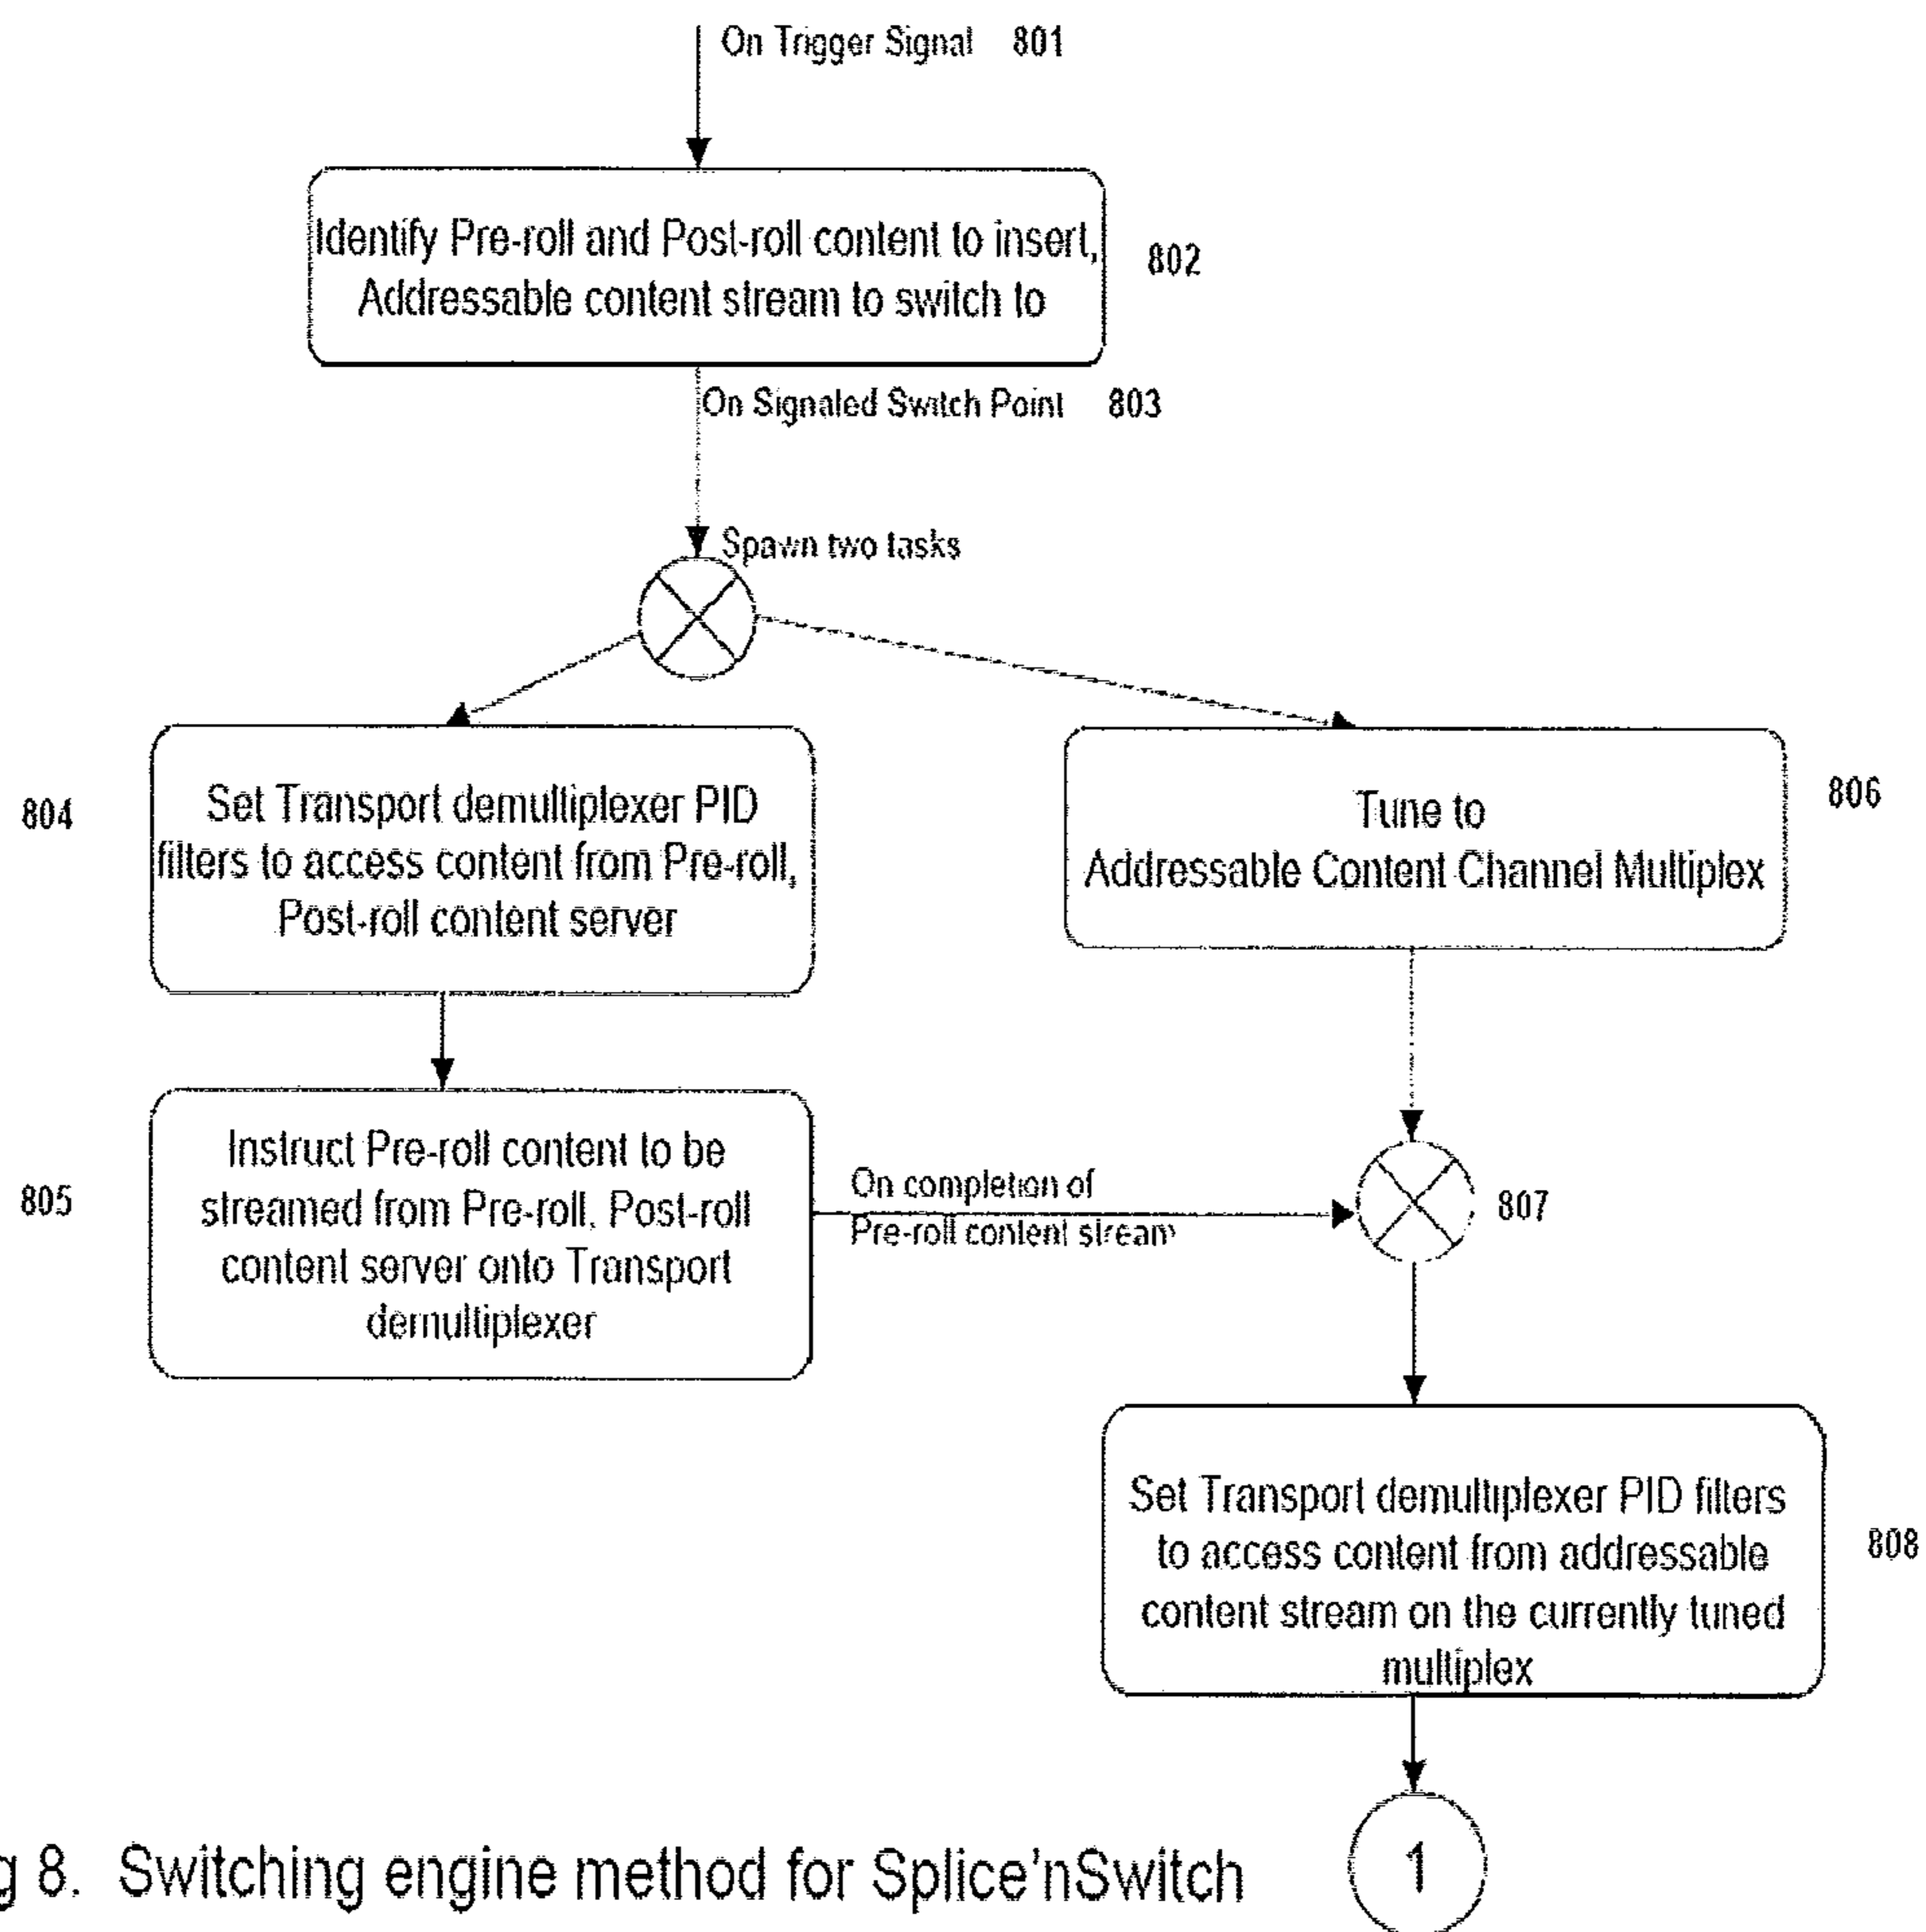 On Trigger Signal 801
Identify Pre-roll and Post-roll content to insert,
Addressable content stream to switch to
802
On Signaled Switch Point 803
Spawn two tasks
804
Set Transport demultiplexer PID
filters to access content from Pre-roll,
Post-roll content server
Tune to
Addressable Content Channel Multiplex
806
805
Instruct Pre-roll content to be
streamed from Pre-roll, Post-roll
content server onto Transport
demultiplexer
On completion of
Pre-roll content stream
807
Set Transport demultiplexer PID filters
to access content from addressable
content stream on the currently tuned
multiplex
808
g 8. Switching engine method for Splice'nSwitch
1